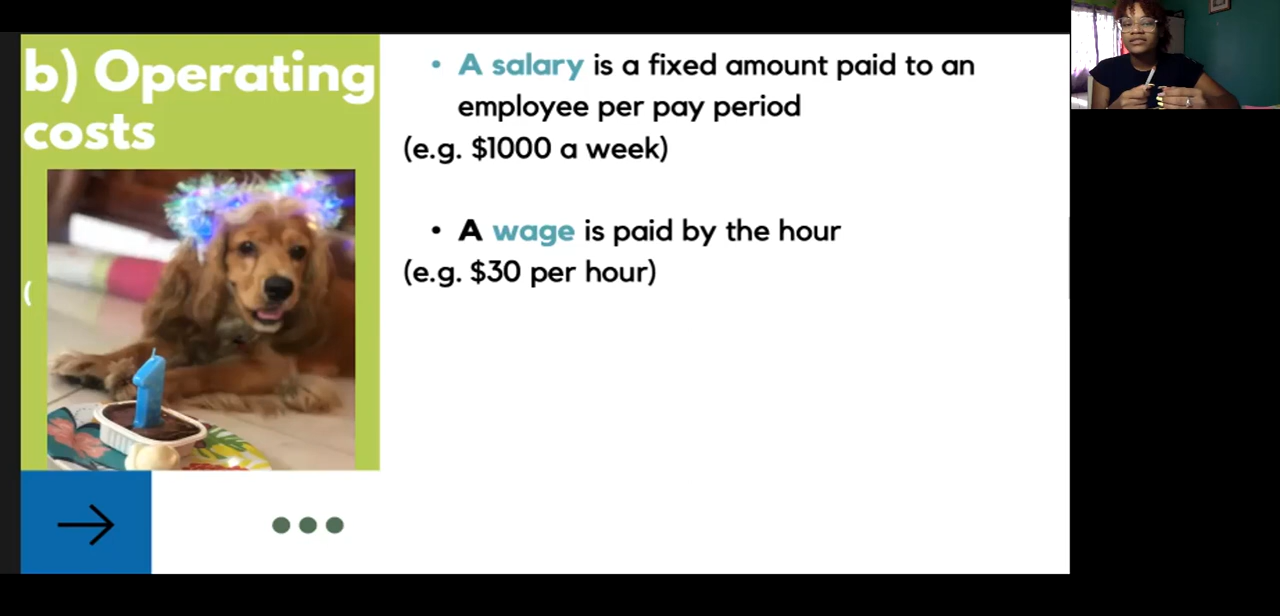 b) Operating
costs
(
• A salary is a fixed amount paid to an
employee per pay period
(e.g. $1000 a week)
• A wage is paid by the hour
(e.g. $30 per hour)
1